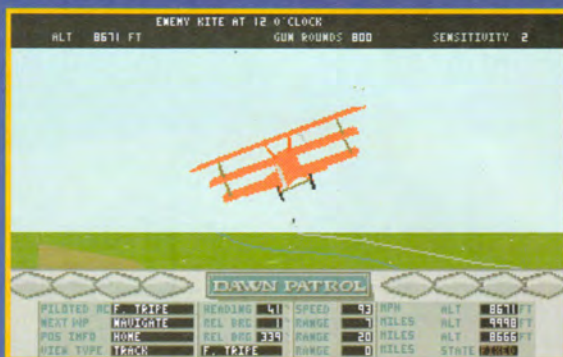 ENEMY KITE AT 12 O'CLOCK
ALT 8671 FT GUN ROUNDS 800 SENSITIVITY 2
DAWN PATROL
PILOTED AC F. TRIPE HEADING 41 SPEED 93 MPH ALT 8671 FT
NEXT WP NAVIGATE REL BRG 1 RANGE 7 MILES ALT 9998 FT
POS INFO HOME REL BRG 339 RANGE 20 MILES ALT 8666 FT
VIEW TYPE TRACK F. TRIPE RANGE 0 MILES STATE